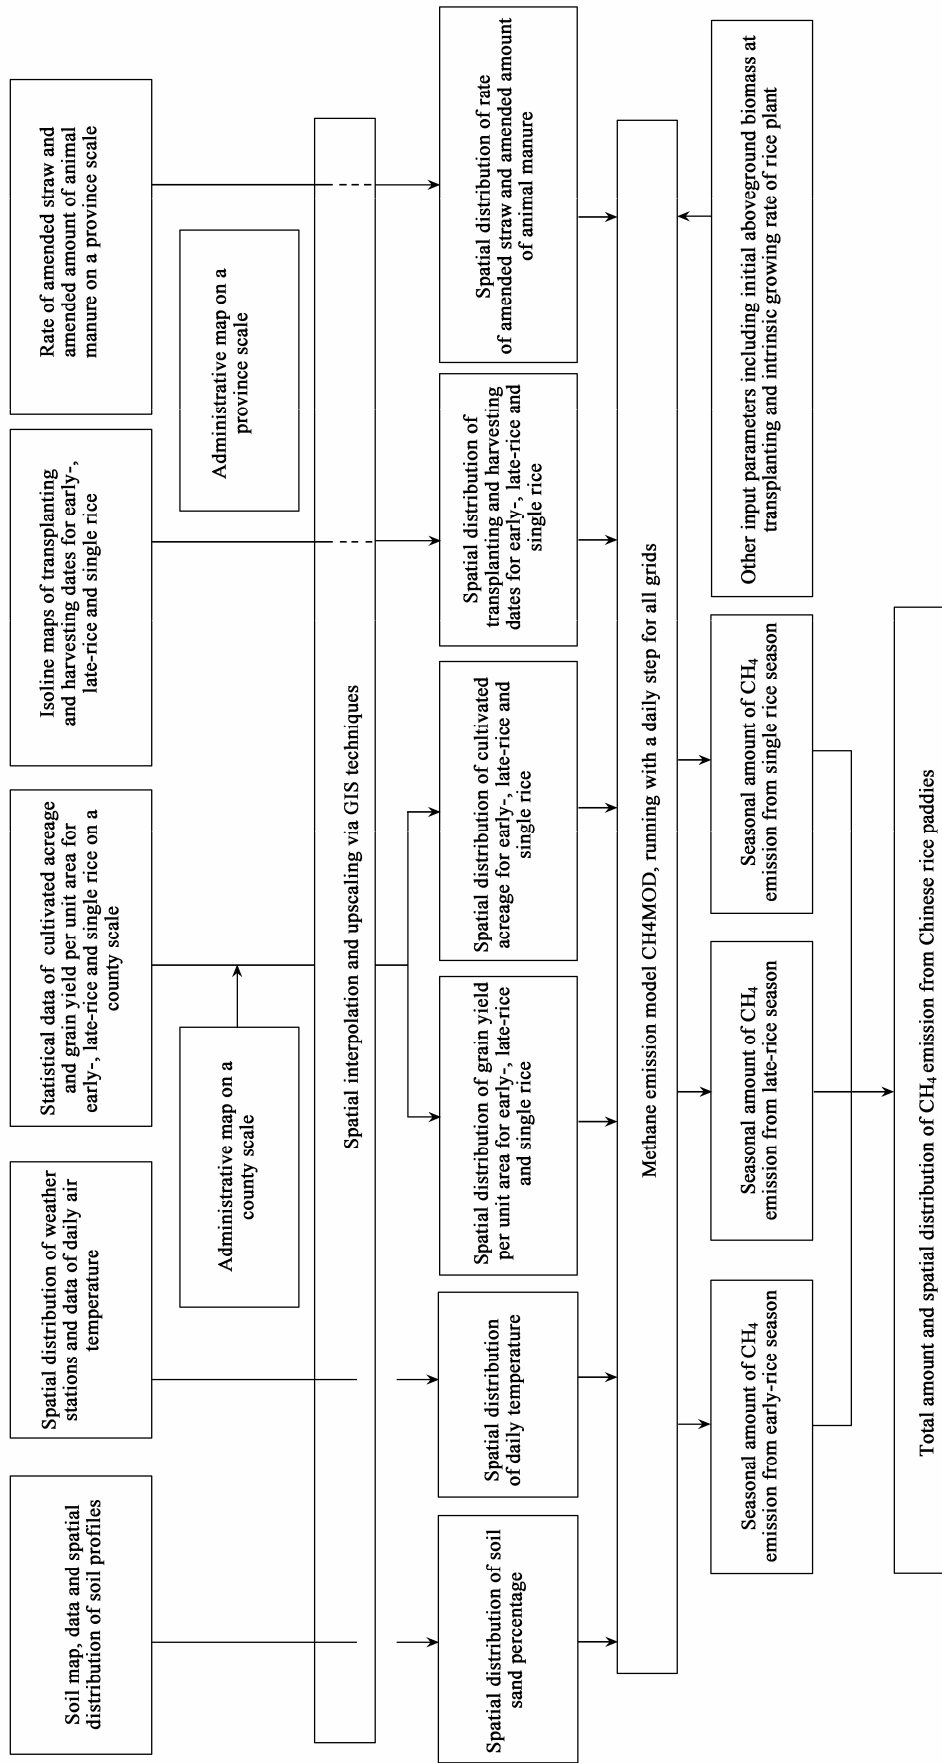 Soil map, data and spatial
distribution of soil profiles
Spatial distribution of weather
stations and data of daily air
temperature
Statistical data of cultivated acreage
and grain yield per unit area for
early-, late-rice and single rice on a
county scale
Isoline maps of transplanting
and harvesting dates for early-,
late-rice and single rice
Rate of amended straw and
amended amount of animal
manure on a province scale
Administrative map on a
county scale
Administrative map on a
province scale
Spatial interpolation and upscaling via GIS techniques
Spatial distribution of soil
sand percentage
Spatial distribution
of daily temperature
Spatial distribution of grain yield
per unit area for early-, late-rice
and single rice
Spatial distribution of cultivated
acreage for early-, late-rice and
single rice
Spatial distribution of
transplanting and harvesting
dates for early-, late-rice and
single rice
Spatial distribution of rate
of amended straw and amended amount
of animal manure
Methane emission model CH4MOD, running with a daily step for all grids
Seasonal amount of CH₄
emission from early-rice season
Seasonal amount of CH₄
emission from late-rice season
Seasonal amount of CH₄
emission from single rice season
Other input parameters including initial aboveground biomass at
transplanting and intrinsic growing rate of rice plant
Total amount and spatial distribution of CH₄ emission from Chinese rice paddies